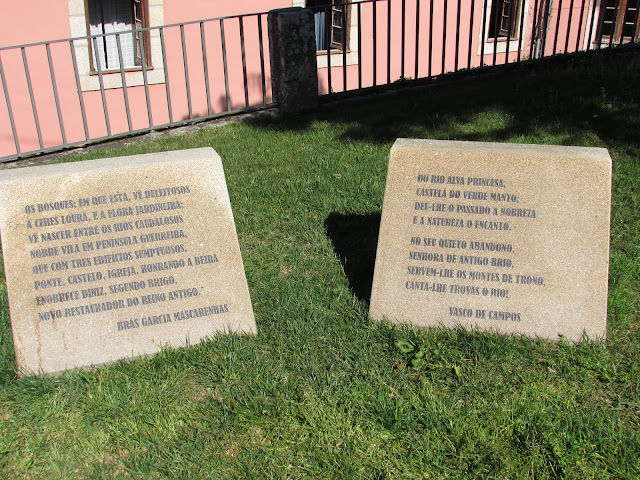 OS BOSQUES; EM QUE ESTA, VÊ DELEITOSOS
A CERES LOURA, E A FLORA JARDINEIRA;
VÊ NASCER ENTRE OS RIOS CAUDALOSOS
NOBRE VILA EM PENÍNSULA GUERREIRA,
QUE COM TRES EDIFÍCIOS SUMPTUOSOS,
PONTE, CASTELO, IGREJA, HONRANDO A BEIRA
ENOBRECE DINIZ, SEGUNDO BRIGO,
NOVO RESTAURADOR DO REINO ANTIGO.
BRÁS GARCIA MASCARENHAS
DO RIO ALVA PRINCESA,
CASTELÃ DO VERDE MANTO;
DEU-LHE O PASSADO A NOBREZA
E A NATUREZA O ENCANTO.
NO SEU QUIETO ABANDONO,
SENHORA DE ANTIGO BRIO,
SERVEM-LHE OS MONTES DE TRONO,
CANTA-LHE TROVAS O RIO!
VASCO DE CAMPOS